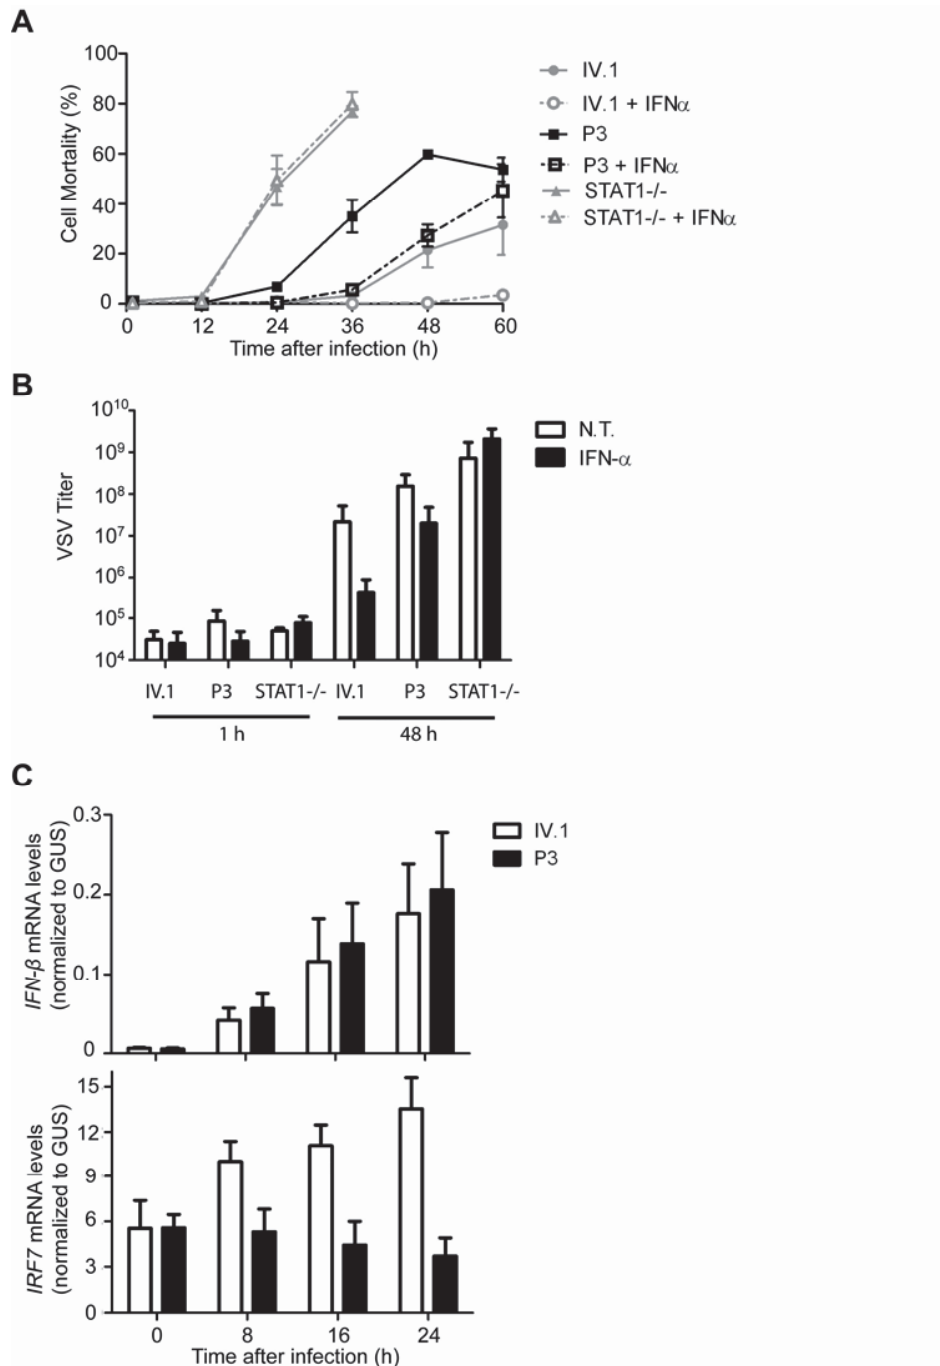 A
Cell Mortality (%)
100
80
60
40
20
0
0 12 24 36 48 60
Time after infection (h)
IV.1
IV.1 + IFNα
P3
P3 + IFNα
STAT1-/-
STAT1-/- + IFNα
B
VSV Titer
10¹⁰
10⁹
10⁸
10⁷
10⁶
10⁵
10⁴
N.T.
IFN-α
IV.1 P3 STAT1-/- IV.1 P3 STAT1-/-
1 h 48 h
C
IFN-β mRNA levels
(normalized to GUS)
0.3
0.2
0.1
0
IV.1
P3
IRF7 mRNA levels
(normalized to GUS)
15
12
9
6
3
0
0 8 16 24
Time after infection (h)